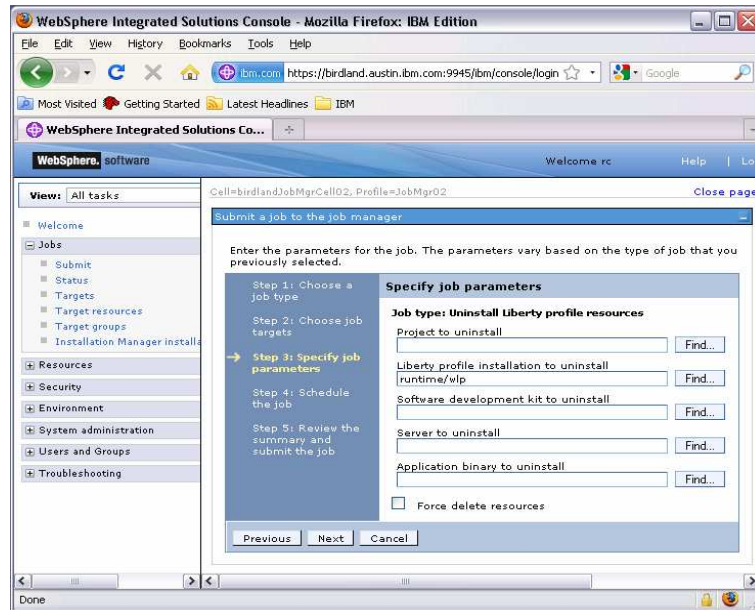 WebSphere Integrated Solutions Console - Mozilla Firefox: IBM Edition
File Edit View History Bookmarks Tools Help
ibm.com https://birdland.austin.ibm.com:9945/ibm/console/login Google
Most Visited Getting Started Latest Headlines IBM
WebSphere Integrated Solutions Co...
WebSphere. software Welcome rc Help | Lo
View: All tasks
Welcome
Jobs
Submit
Status
Targets
Target resources
Target groups
Installation Manager installa
Resources
Security
Environment
System administration
Users and Groups
Troubleshooting
Cell=birdlandJobMgrCell02, Profile=JobMgr02 Close page
Submit a job to the job manager
Enter the parameters for the job. The parameters vary based on the type of job that you
previously selected.
Step 1: Choose a
job type
Step 2: Choose job
targets
Step 3: Specify job
parameters
Step 4: Schedule
the job
Step 5: Review the
summary and
submit the job
Specify job parameters
Job type: Uninstall Liberty profile resources
Project to uninstall
Find...
Liberty profile installation to uninstall
runtime/wlp Find...
Software development kit to uninstall
Find...
Server to uninstall
Find...
Application binary to uninstall
Find...
Force delete resources
Previous Next Cancel
Done